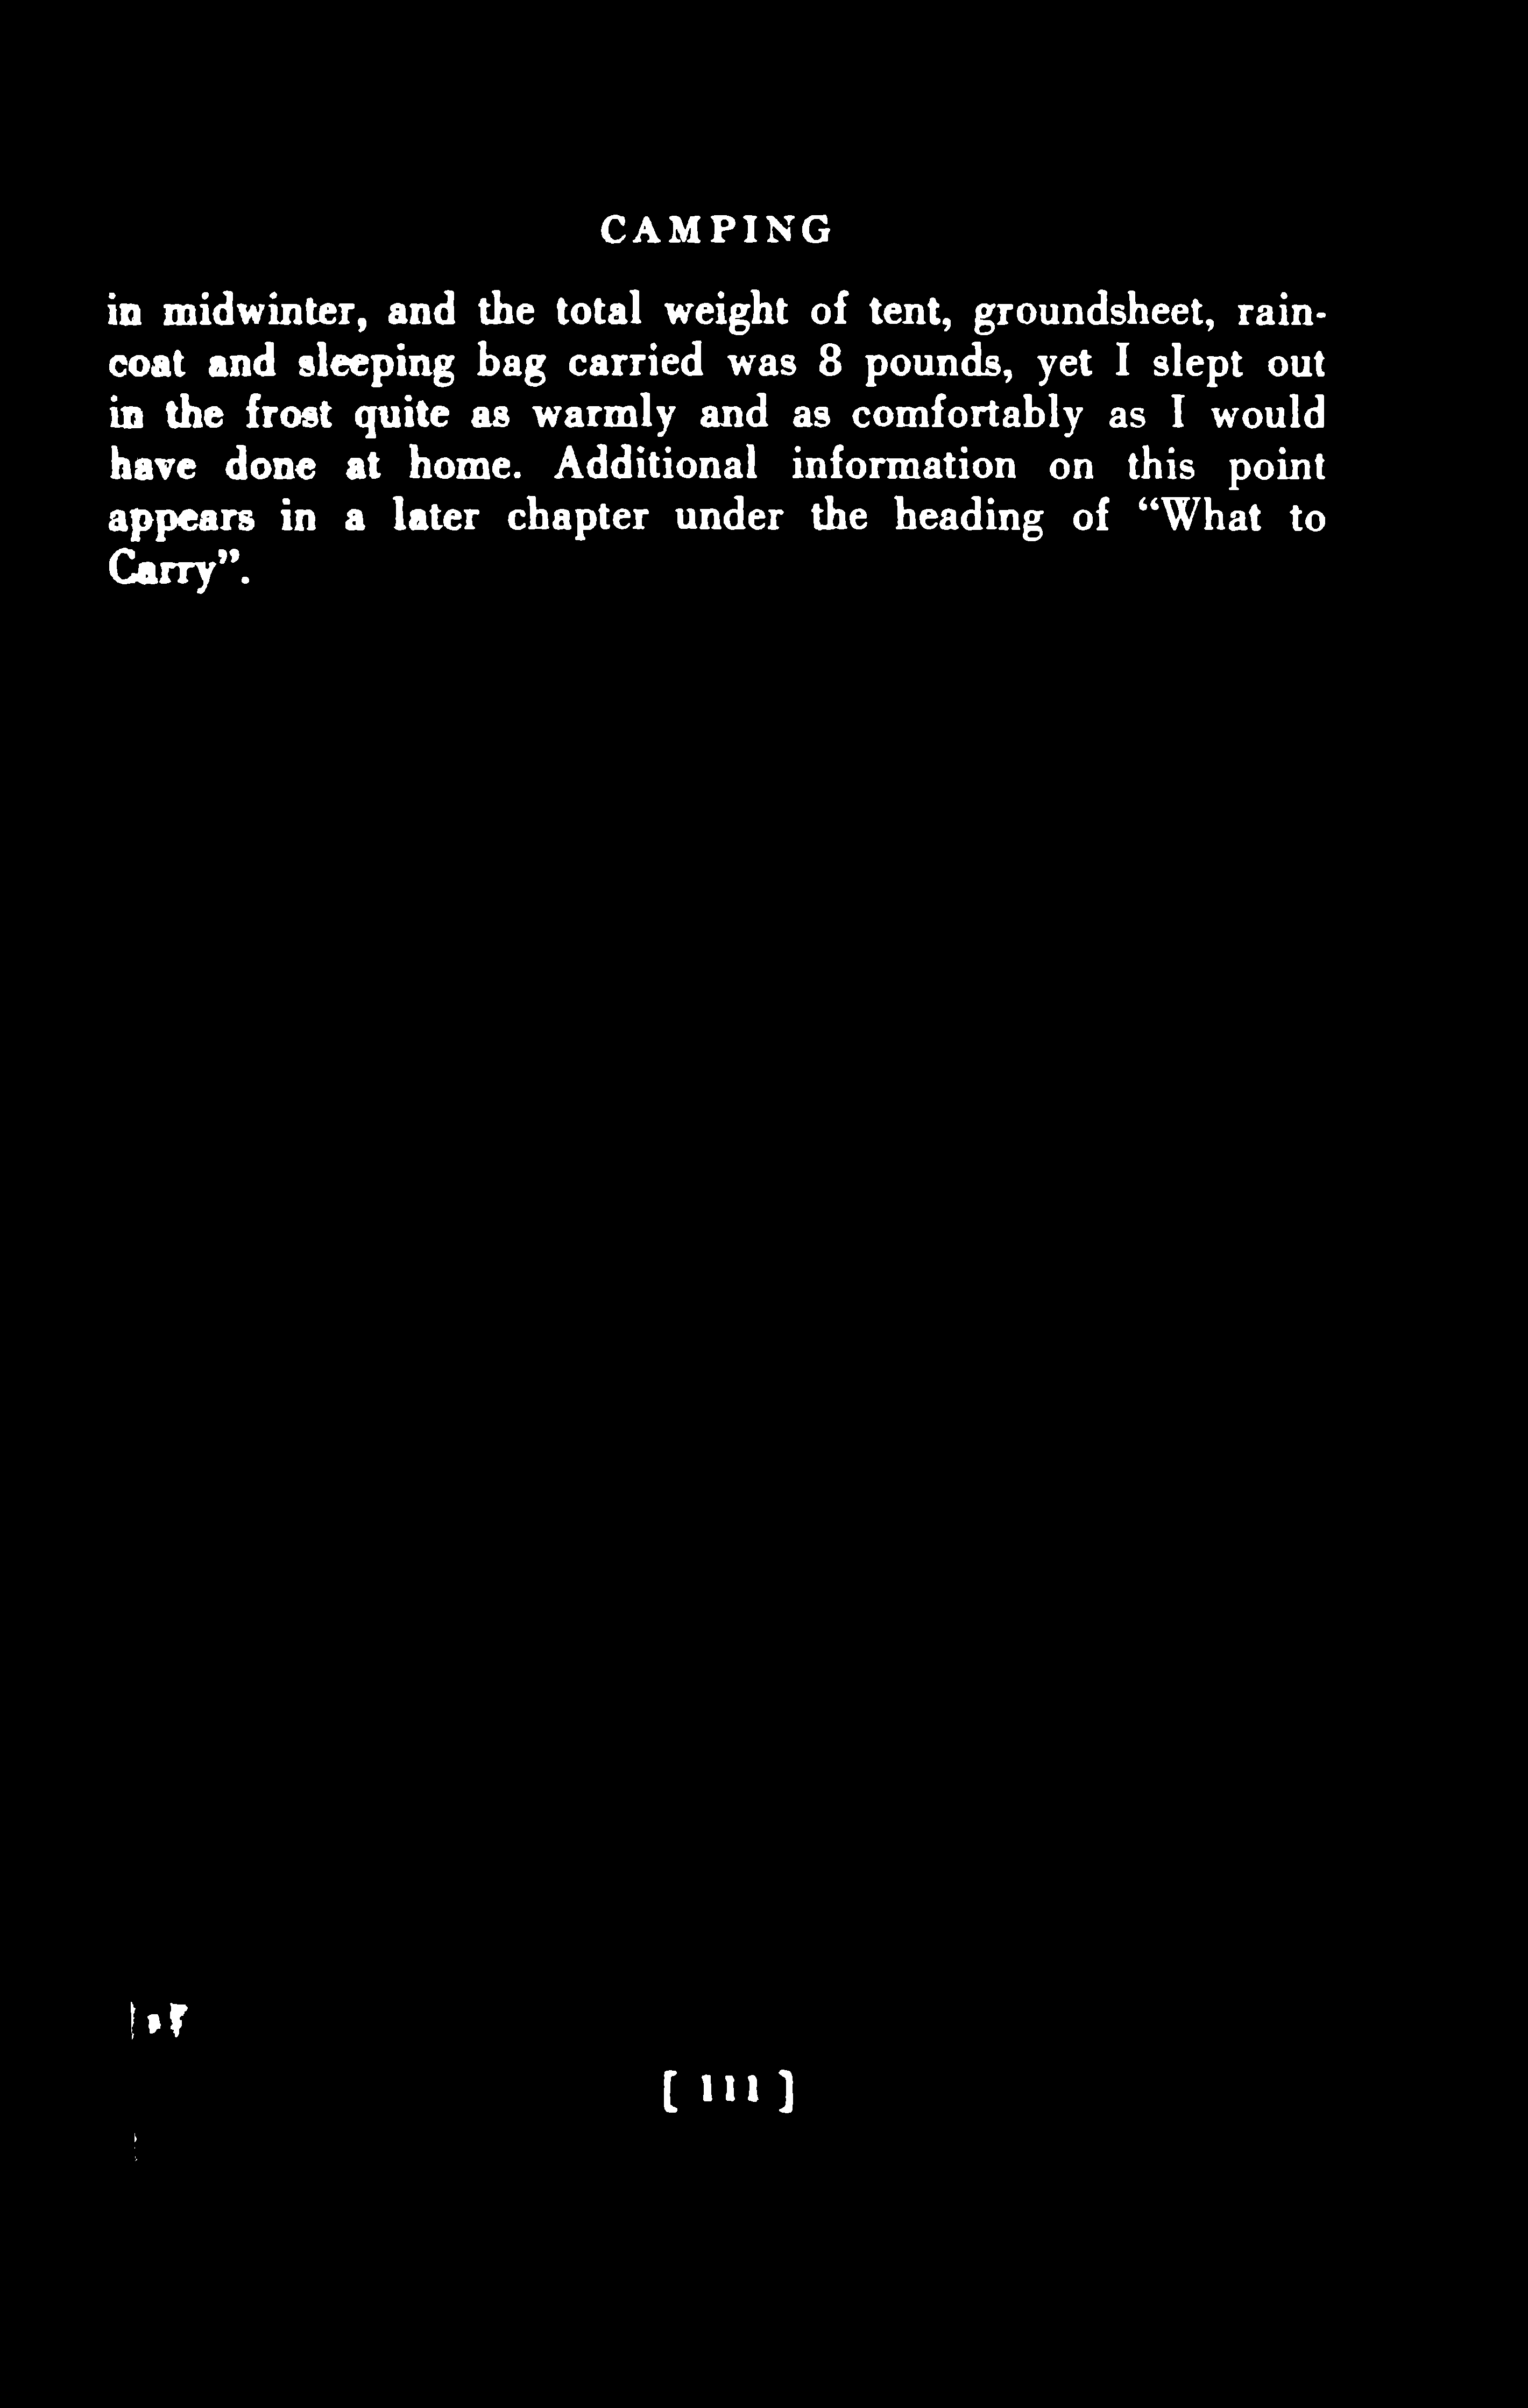 CAMPING
in midwinter, and the total weight of tent, groundsheet, rain-
coat and sleeping bag carried was 8 pounds, yet I slept out
in the frost quite as warmly and as comfortably as I would
have done at home. Additional information on this point
appears in a later chapter under the heading of “What to
Carry”.
[ 111 ]